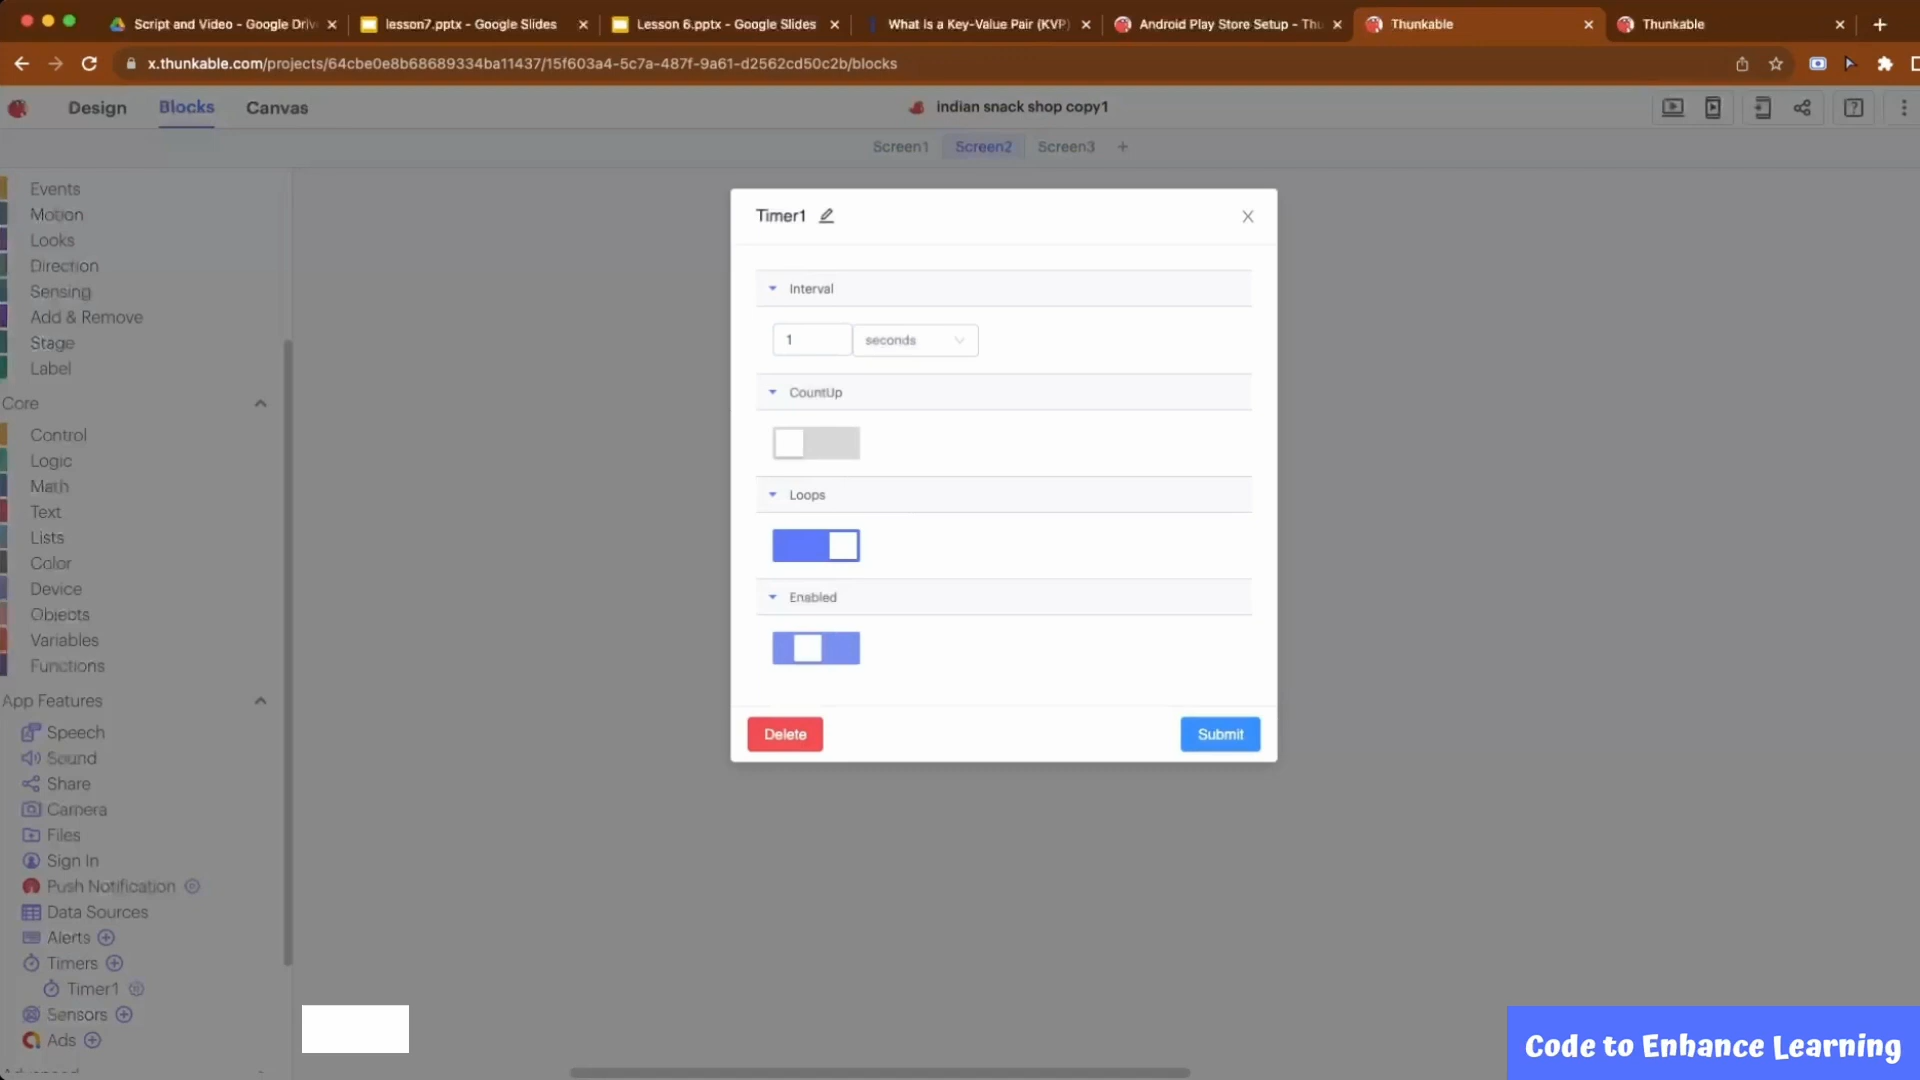 Script and Video - Google Driv
lesson7.pptx - Google Slides
Lesson 6.pptx - Google Slides
What is a Key-Value Pair (KVP)
Android Play Store Setup - Thu
Thunkable
Thunkable
x.thunkable.com/projects/64cbe0e8b68689334ba11437/15f603a4-5c7a-487f-9a61-d2562cd50c2b/blocks
Design
Blocks
Canvas
indian snack shop copy1
Screen1
Screen2
Screen3
Events
Motion
Looks
Direction
Sensing
Add & Remove
Stage
Label
Core
Control
Logic
Math
Text
Lists
Color
Device
Objects
Variables
Functions
App Features
Speech
Sound
Share
Camera
Files
Sign In
Push Notification
Data Sources
Alerts
Timers
Timer1
Sensors
Ads
Timer1
Interval
1
seconds
CountUp
Loops
Enabled
Delete
Submit
Code to Enhance Learning